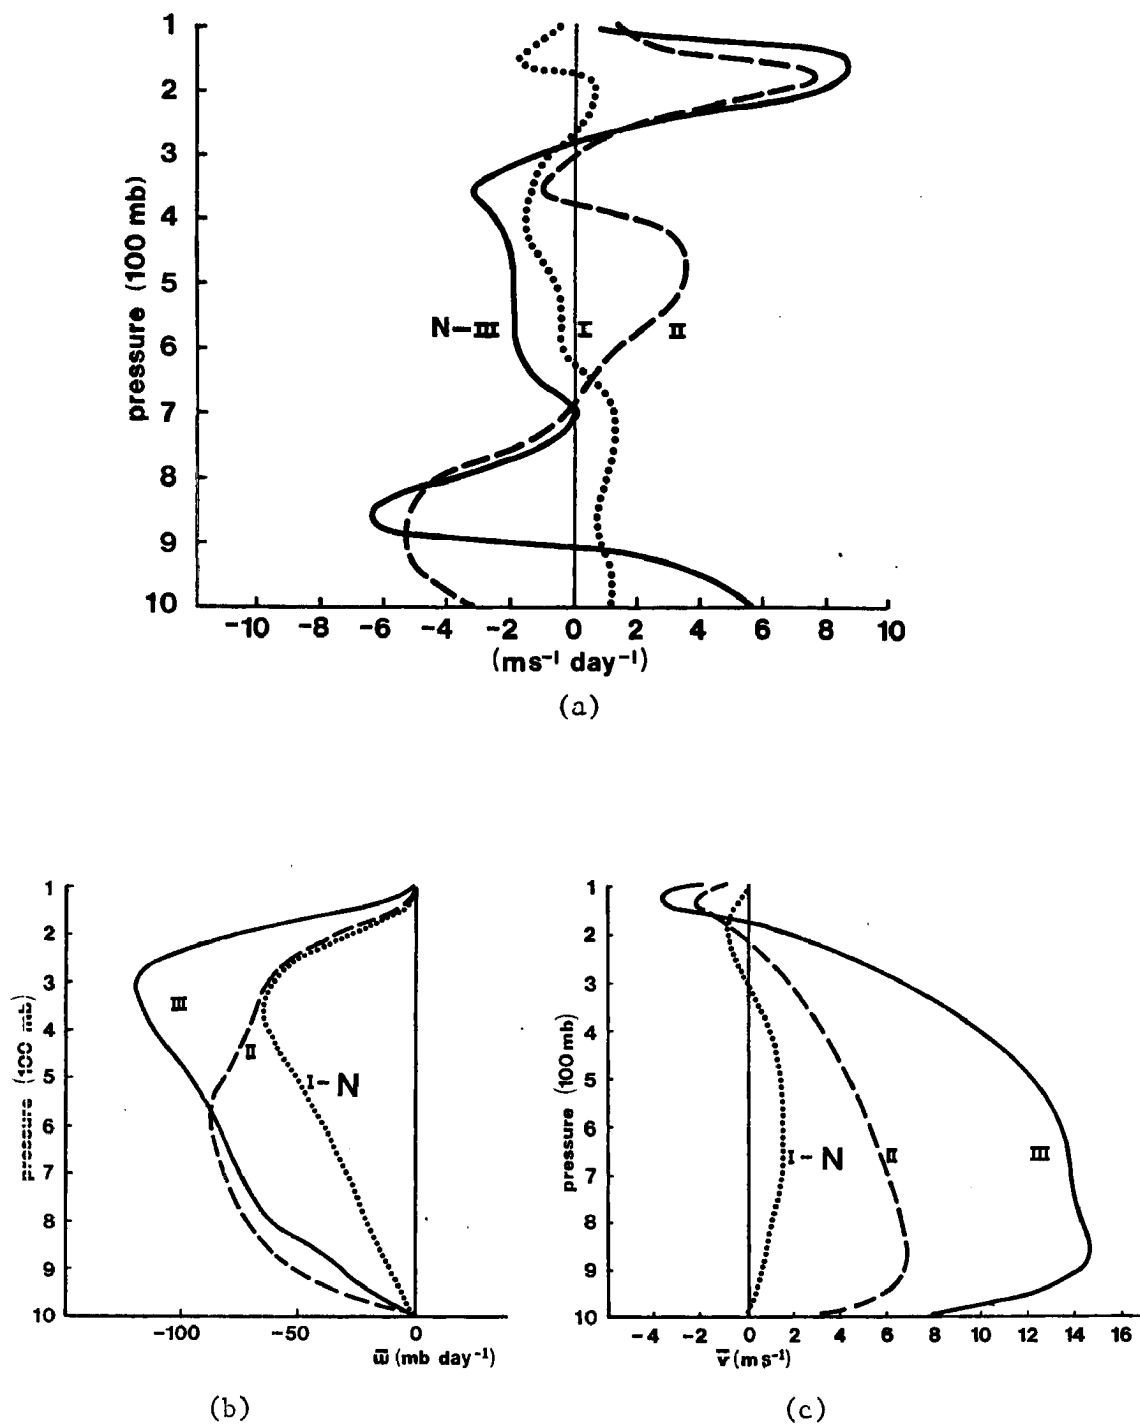 1
2
3
4
5
6
7
8
9
10
pressure (100 mb)
N-III
I
II
-10 -8 -6 -4 -2 0 2 4 6 8 10
(ms⁻¹ day⁻¹)
(a)
1
2
3
4
5
6
7
8
9
10
pressure (100 mb)
III
II
I-N
-100 -50 0
ω̅ (mb day⁻¹)
(b)
1
2
3
4
5
6
7
8
9
10
pressure (100mb)
I-N
II
III
-4 -2 0 2 4 6 8 10 12 14 16
v̅ (ms⁻¹)
(c)